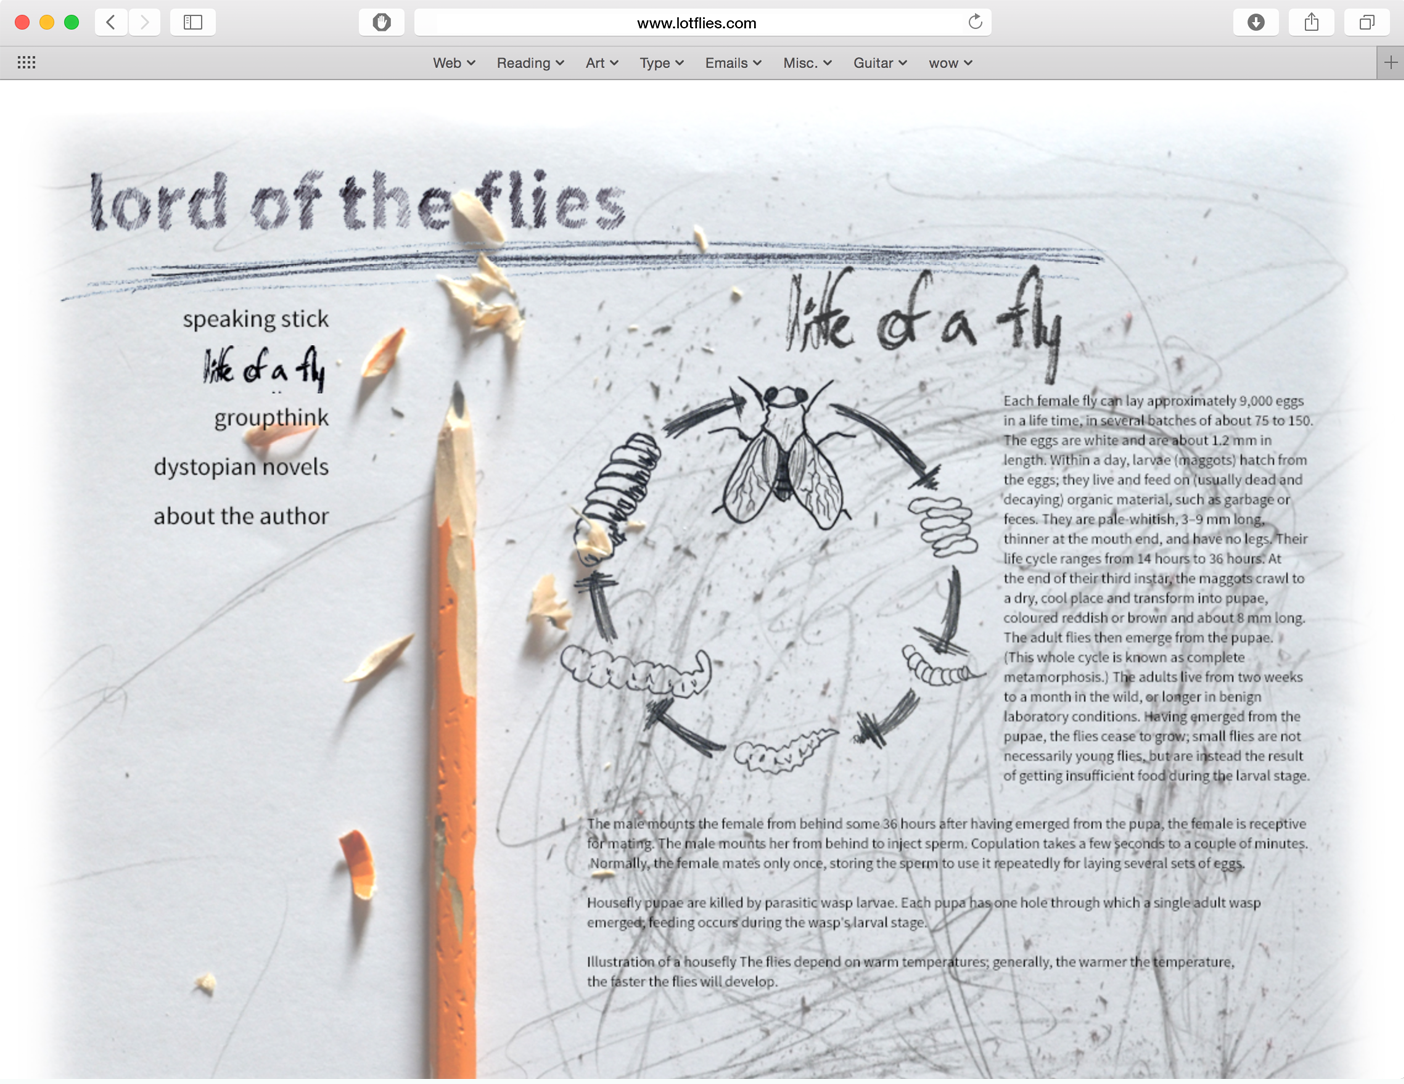 www.lotflies.com
Web Reading Art Type Emails Misc. Guitar wow
lord of the flies
speaking stick
life of a fly
groupthink
dystopian novels
about the author
life of a fly
Each female fly can lay approximately 9,000 eggs
in a life time, in several batches of about 75 to 150.
The eggs are white and are about 1.2 mm in
length. Within a day, larvae (maggots) hatch from
the eggs; they live and feed on (usually dead and
decaying) organic material, such as garbage or
feces. They are pale-whitish, 3–9 mm long,
thinner at the mouth end, and have no legs. Their
life cycle ranges from 14 hours to 36 hours. At
the end of their third instar, the maggots crawl to
a dry, cool place and transform into pupae,
coloured reddish or brown and about 8 mm long.
The adult flies then emerge from the pupae.
(This whole cycle is known as complete
metamorphosis.) The adults live from two weeks
to a month in the wild, or longer in benign
laboratory conditions. Having emerged from the
pupae, the flies cease to grow; small flies are not
necessarily young flies, but are instead the result
of getting insufficient food during the larval stage.
The male mounts the female from behind some 36 hours after having emerged from the pupa, the female is receptive
for mating. The male mounts her from behind to inject sperm. Copulation takes a few seconds to a couple of minutes.
Normally, the female mates only once, storing the sperm to use it repeatedly for laying several sets of eggs.
Housefly pupae are killed by parasitic wasp larvae. Each pupa has one hole through which a single adult wasp
emerged; feeding occurs during the wasp's larval stage.
Illustration of a housefly The flies depend on warm temperatures; generally, the warmer the temperature,
the faster the flies will develop.